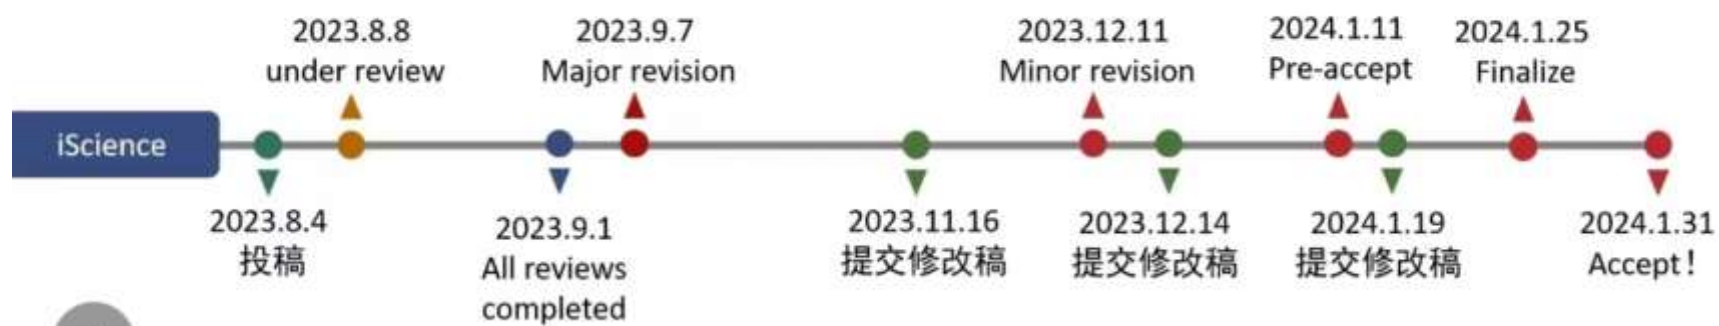 2023.8.8
under review
2023.9.7
Major revision
2023.12.11
Minor revision
2024.1.11
Pre-accept
2024.1.25
Finalize
iScience
2023.8.4
投稿
2023.9.1
All reviews
completed
2023.11.16
提交修改稿
2023.12.14
提交修改稿
2024.1.19
提交修改稿
2024.1.31
Accept！